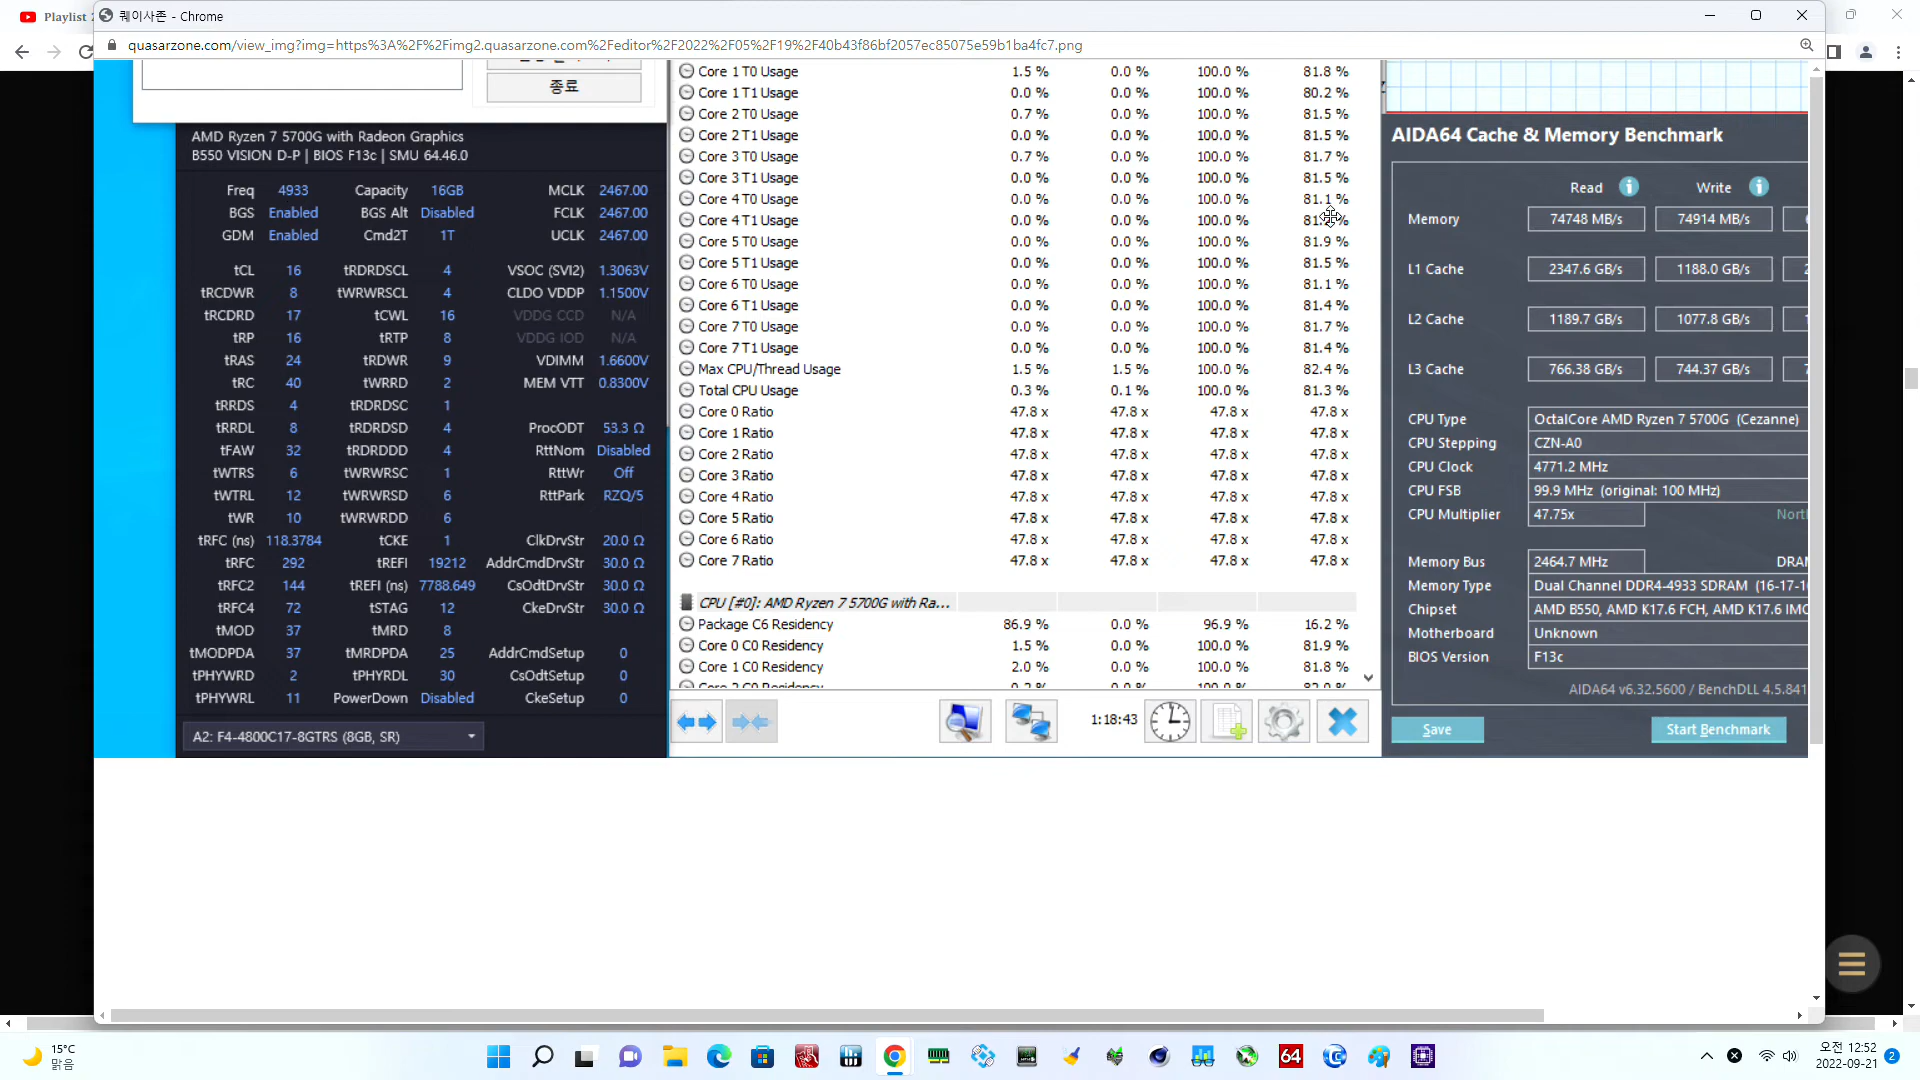 Playlist
퀘이사존 - Chrome
quasarzone.com/view_img?img=https%3A%2F%2Fimg2.quasarzone.com%2Feditor%2F2022%2F05%2F19%2F40b43f86bf2057ec85075e59b1ba4fc7.png
종료
AMD Ryzen 7 5700G with Radeon Graphics
B550 VISION D-P | BIOS F13c | SMU 64.46.0
Freq 4933 Capacity 16GB MCLK 2467.00
BGS Enabled BGS Alt Disabled FCLK 2467.00
GDM Enabled Cmd2T 1T UCLK 2467.00
tCL 16 tRDRDSCL 4 VSOC (SVI2) 1.3063V
tRCDWR 8 tWRWRSCL 4 CLDO VDDP 1.1500V
tRCDRD 17 tCWL 16 VDDG CCD N/A
tRP 16 tRTP 8 VDDG IOD N/A
tRAS 24 tRDWR 9 VDIMM 1.6600V
tRC 40 tWRRD 2 MEM VTT 0.8300V
tRRDS 4 tRDRDSC 1
tRRDL 8 tRDRDSD 4 ProcODT 53.3 Ω
tFAW 32 tRDRDDD 4 RttNom Disabled
tWTRS 6 tWRWRSC 1 RttWr Off
tWTRL 12 tWRWRSD 6 RttPark RZQ/5
tWR 10 tWRWRDD 6
tRFC (ns) 118.3784 tCKE 1 ClkDrvStr 20.0 Ω
tRFC 292 tREFI 19212 AddrCmdDrvStr 30.0 Ω
tRFC2 144 tREFI (ns) 7788.649 CsOdtDrvStr 30.0 Ω
tRFC4 72 tSTAG 12 CkeDrvStr 30.0 Ω
tMOD 37 tMRD 8
tMODPDA 37 tMRDPDA 25 AddrCmdSetup 0
tPHYWRD 2 tPHYRDL 30 CsOdtSetup 0
tPHYWRL 11 PowerDown Disabled CkeSetup 0
A2: F4-4800C17-8GTRS (8GB, SR)
Core 1 T0 Usage 1.5 % 0.0 % 100.0 % 81.8 %
Core 1 T1 Usage 0.0 % 0.0 % 100.0 % 80.2 %
Core 2 T0 Usage 0.7 % 0.0 % 100.0 % 81.5 %
Core 2 T1 Usage 0.0 % 0.0 % 100.0 % 81.5 %
Core 3 T0 Usage 0.7 % 0.0 % 100.0 % 81.7 %
Core 3 T1 Usage 0.0 % 0.0 % 100.0 % 81.5 %
Core 4 T0 Usage 0.0 % 0.0 % 100.0 % 81.1 %
Core 4 T1 Usage 0.0 % 0.0 % 100.0 %
Core 5 T0 Usage 0.0 % 0.0 % 100.0 % 81.9 %
Core 5 T1 Usage 0.0 % 0.0 % 100.0 % 81.5 %
Core 6 T0 Usage 0.0 % 0.0 % 100.0 % 81.1 %
Core 6 T1 Usage 0.0 % 0.0 % 100.0 % 81.4 %
Core 7 T0 Usage 0.0 % 0.0 % 100.0 % 81.7 %
Core 7 T1 Usage 0.0 % 0.0 % 100.0 % 81.4 %
Max CPU/Thread Usage 1.5 % 1.5 % 100.0 % 82.4 %
Total CPU Usage 0.3 % 0.1 % 100.0 % 81.3 %
Core 0 Ratio 47.8 x 47.8 x 47.8 x 47.8 x
Core 1 Ratio 47.8 x 47.8 x 47.8 x 47.8 x
Core 2 Ratio 47.8 x 47.8 x 47.8 x 47.8 x
Core 3 Ratio 47.8 x 47.8 x 47.8 x 47.8 x
Core 4 Ratio 47.8 x 47.8 x 47.8 x 47.8 x
Core 5 Ratio 47.8 x 47.8 x 47.8 x 47.8 x
Core 6 Ratio 47.8 x 47.8 x 47.8 x 47.8 x
Core 7 Ratio 47.8 x 47.8 x 47.8 x 47.8 x
CPU [#0]: AMD Ryzen 7 5700G with Ra...
Package C6 Residency 86.9 % 0.0 % 96.9 % 16.2 %
Core 0 C0 Residency 1.5 % 0.0 % 100.0 % 81.9 %
Core 1 C0 Residency 2.0 % 0.0 % 100.0 % 81.8 %
Core 2 C0 Residency 0.2 % 0.0 % 100.0 % 82.0 %
1:18:43
AIDA64 Cache & Memory Benchmark
Read Write
Memory 74748 MB/s 74914 MB/s
L1 Cache 2347.6 GB/s 1188.0 GB/s
L2 Cache 1189.7 GB/s 1077.8 GB/s
L3 Cache 766.38 GB/s 744.37 GB/s
CPU Type OctalCore AMD Ryzen 7 5700G (Cezanne)
CPU Stepping CZN-A0
CPU Clock 4771.2 MHz
CPU FSB 99.9 MHz (original: 100 MHz)
CPU Multiplier 47.75x Nort
Memory Bus 2464.7 MHz DRA
Memory Type Dual Channel DDR4-4933 SDRAM (16-17-1
Chipset AMD B550, AMD K17.6 FCH, AMD K17.6 IMC
Motherboard Unknown
BIOS Version F13c
AIDA64 v6.32.5600 / BenchDLL 4.5.841
Save Start Benchmark
15°C
맑음
64
오전 12:52
2022-09-21
2